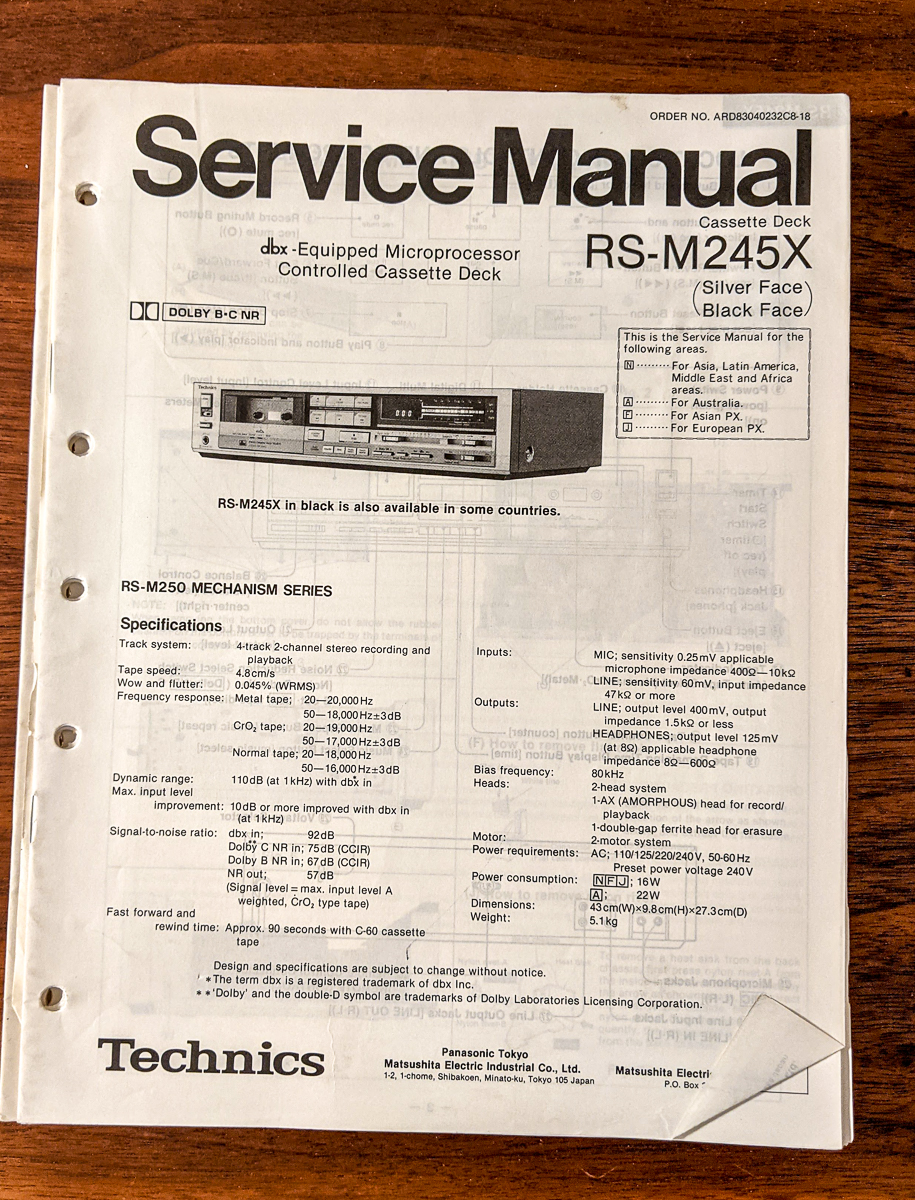 ORDER NO. ARD83040232C8-18
Service Manual
Cassette Deck
RS-M245X
(Silver Face)
(Black Face)
dbx -Equipped Microprocessor
Controlled Cassette Deck
DOLBY B•C NR
This is the Service Manual for the
following areas.
N ········· For Asia, Latin America,
Middle East and Africa
areas.
A ········· For Australia.
F ········· For Asian PX.
J ········· For European PX.
Technics
RS-M245X in black is also available in some countries.
RS-M250 MECHANISM SERIES
Specifications
Track system: 4-track 2-channel stereo recording and
playback
Tape speed: 4.8cm/s
Wow and flutter: 0.045% (WRMS)
Frequency response: Metal tape; 20—20,000Hz
50—18,000Hz±3dB
CrO₂ tape; 20—19,000Hz
50—17,000Hz±3dB
Normal tape; 20—18,000Hz
50—16,000Hz±3dB
Dynamic range: 110dB (at 1kHz) with dbx* in
Max. input level
improvement: 10dB or more improved with dbx in
(at 1kHz)
Signal-to-noise ratio: dbx in; 92dB
Dolby** C NR in; 75dB (CCIR)
Dolby B NR in; 67dB (CCIR)
NR out; 57dB
(Signal level=max. input level A
weighted, CrO₂ type tape)
Fast forward and
rewind time: Approx. 90 seconds with C-60 cassette
tape
Inputs: MIC; sensitivity 0.25mV applicable
microphone impedance 400Ω—10kΩ
LINE; sensitivity 60mV, input impedance
47kΩ or more
Outputs: LINE; output level 400mV, output
impedance 1.5kΩ or less
HEADPHONES; output level 125mV
(at 8Ω) applicable headphone
impedance 8Ω—600Ω
Bias frequency: 80kHz
Heads: 2-head system
1-AX (AMORPHOUS) head for record/
playback
1-double-gap ferrite head for erasure
Motor: 2-motor system
Power requirements: AC; 110/125/220/240V, 50-60Hz
Preset power voltage 240V
Power consumption: N F J; 16W
A; 22W
Dimensions: 43cm(W)×9.8cm(H)×27.3cm(D)
Weight: 5.1kg
Design and specifications are subject to change without notice.
*The term dbx is a registered trademark of dbx Inc.
**'Dolby' and the double-D symbol are trademarks of Dolby Laboratories Licensing Corporation.
Technics
Panasonic Tokyo
Matsushita Electric Industrial Co., Ltd.
1-2, 1-chome, Shibakoen, Minato-ku, Tokyo 105 Japan
Matsushita Electri
P.O. Box